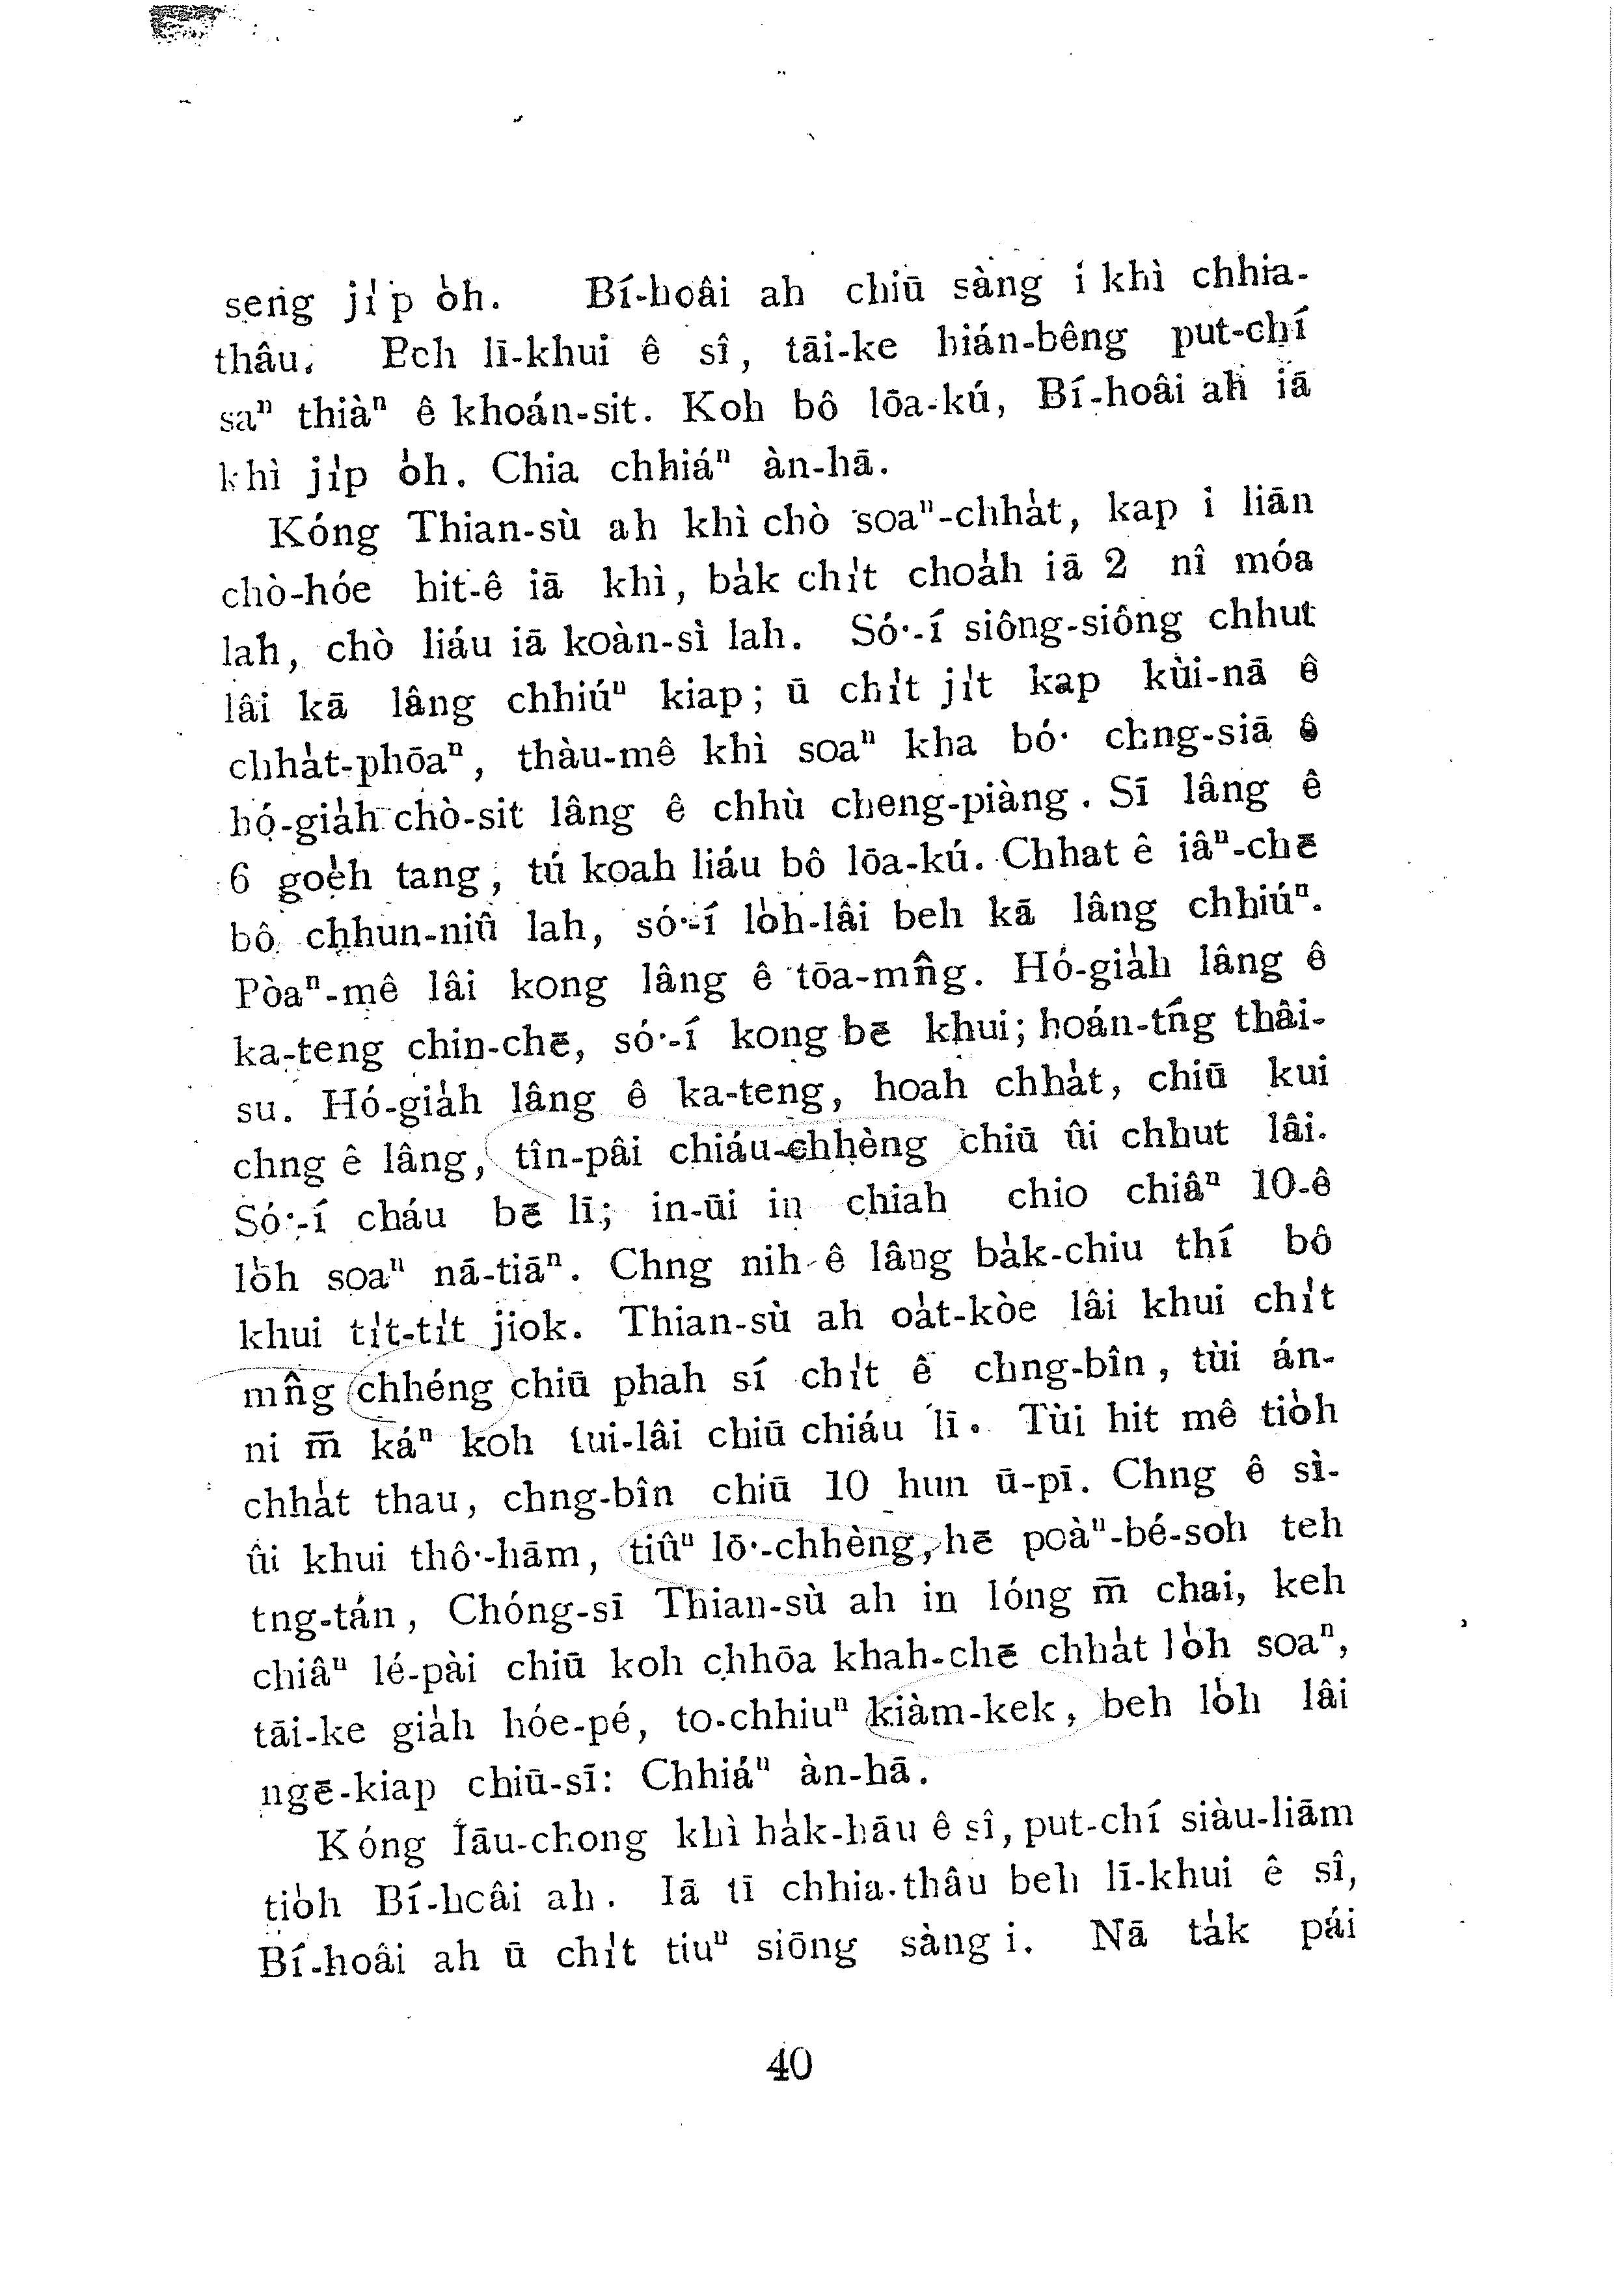 seng ji̍p o̍h. Bí-hoâi ah chiū sàng i khì chhia-
thâu. Beh lī-khui ê sî, tāi-ke hián-bêng put-chí
saⁿ thiàⁿ ê khoán-sit. Koh bô lōa-kú, Bí-hoâi ah iā
khì ji̍p o̍h. Chia chhiáⁿ àn-hā.
Kóng Thian-sù ah khì chò soaⁿ-chha̍t, kap i liān
chò-hóe hit-ê iā khì, ba̍k chi̍t choa̍h iā 2 nî móa
lah, chò liáu iā koàn-sì lah. Só͘-í siông-siông chhut
lâi kā lâng chhiúⁿ kiap; ū chi̍t ji̍t kap kùi-nā ê
chha̍t-phōaⁿ, thàu-mê khì soaⁿ kha bó͘ chng-siā ê
hó-gia̍h chò-sit lâng ê chhù cheng-piàng. Sī lâng ê
6 goe̍h tang, tú koah liáu bô lōa-kú. Chhat ê iâⁿ-chē
bô chhun-niû lah, só͘-í lo̍h-lâi beh kā lâng chhiúⁿ.
Pòaⁿ-mê lâi kong lâng ê tōa-mn̂g. Hó-gia̍h lâng ê
ka-teng chin-chē, só͘-í kong bē khui; hoán-tńg thâi-
su. Hó-gia̍h lâng ê ka-teng, hoah chha̍t, chiū kui
chng ê lâng, tîn-pâi chiáu-chhèng chiū ûi chhut lâi.
Só͘-í cháu bē lī; in-ūi in chiah chio chiâⁿ 10-ê
lo̍h soaⁿ nā-tiāⁿ. Chng nih-ê lâng ba̍k-chiu thí bô
khui ti̍t-ti̍t jiok. Thian-sù ah oa̍t-kòe lâi khui chi̍t
mn̂g chhéng chiū phah sí chi̍t ê chng-bîn, tùi án-
ni m̄ káⁿ koh tui-lâi chiū chiáu lī. Tùi hit mê tio̍h
chha̍t thau, chng-bîn chiū 10 hun ū-pī. Chng ê sì-
ûi khui thô͘-hām, tiûⁿ lō͘-chhèng, hē poàⁿ-bé-soh teh
tng-tán, Chóng-sī Thian-sù ah in lóng m̄ chai, keh
chiâⁿ lé-pài chiū koh chhōa khah-chē chha̍t lo̍h soaⁿ,
tāi-ke gia̍h hóe-pé, to-chhiuⁿ kiàm-kek, beh lo̍h lâi
ngē-kiap chiū-sī: Chhiáⁿ àn-hā.
Kóng Iāu-chong khì ha̍k-hāu ê sî, put-chí siàu-liām
tio̍h Bí-hoâi ah. Iā tī chhia-thâu beh lī-khui ê sî,
Bí-hoâi ah ū chi̍t tiuⁿ siōng sàng i. Nā ta̍k pái
40